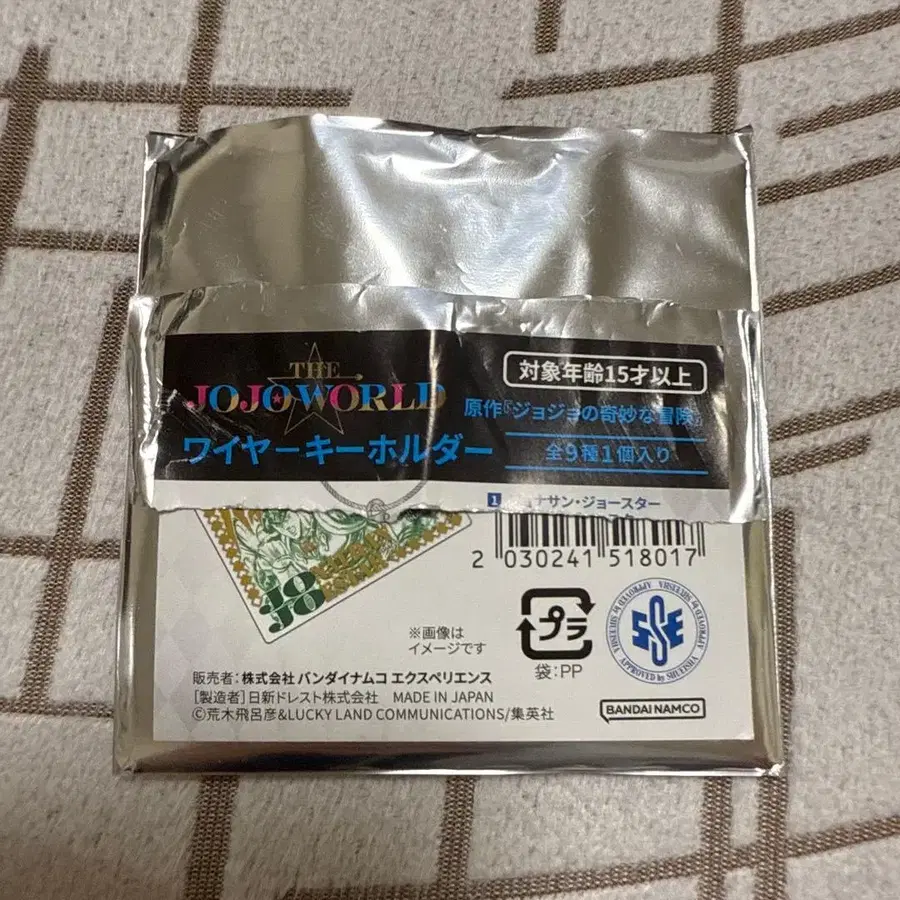 THE
JOJO WORLD
ワイヤーキーホルダー
対象年齢15才以上
原作『ジョジョの奇妙な冒険』
全9種1個入り
1 ナサン・ジョースター
2 030241 518017
※画像は
イメージです
プラ
袋:PP
APPROVED by SHUEISHA
SSE
販売者:株式会社 バンダイナムコ エクスペリエンス
[製造者]日新ドレスト株式会社 MADE IN JAPAN
©荒木飛呂彦&LUCKY LAND COMMUNICATIONS/集英社
BANDAI NAMCO